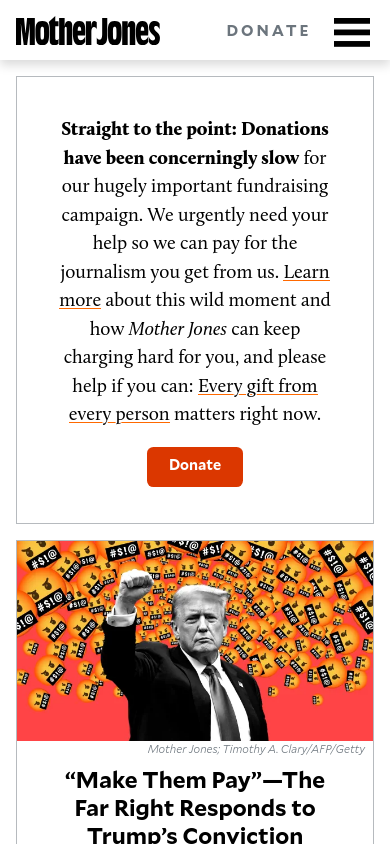 Mother Jones
DONATE
Straight to the point: Donations
have been concerningly slow for
our hugely important fundraising
campaign. We urgently need your
help so we can pay for the
journalism you get from us. Learn
more about this wild moment and
how Mother Jones can keep
charging hard for you, and please
help if you can: Every gift from
every person matters right now.
Donate
#$!@
#$!@
#$!@
#$!@
#$!@
Mother Jones; Timothy A. Clary/AFP/Getty
“Make Them Pay”—The
Far Right Responds to
Trump’s Conviction